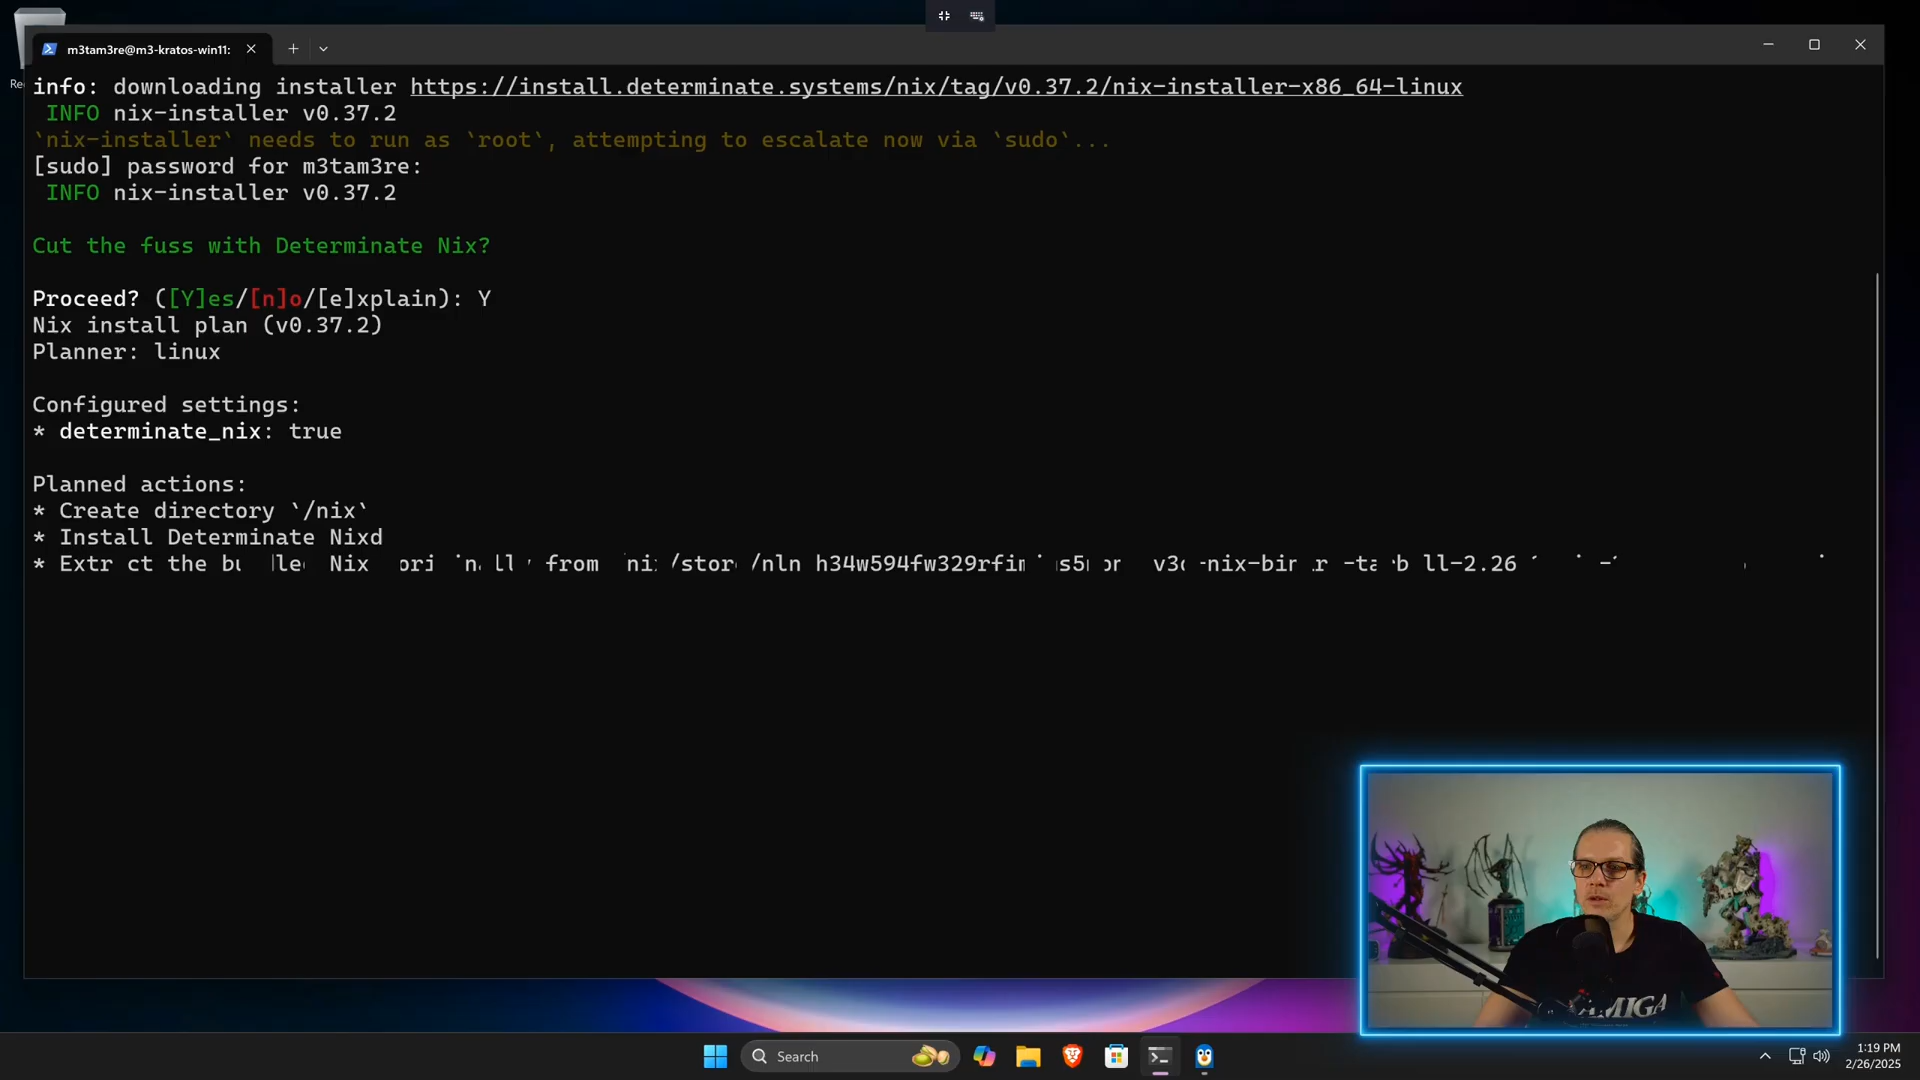 m3tam3re@m3-kratos-win11:
info: downloading installer https://install.determinate.systems/nix/tag/v0.37.2/nix-installer-x86_64-linux
INFO nix-installer v0.37.2
`nix-installer` needs to run as `root`, attempting to escalate now via `sudo`...
[sudo] password for m3tam3re:
INFO nix-installer v0.37.2
Cut the fuss with Determinate Nix?
Proceed? ([Y]es/[n]o/[e]xplain): Y
Nix install plan (v0.37.2)
Planner: linux
Configured settings:
* determinate_nix: true
Planned actions:
* Create directory `/nix`
* Install Determinate Nixd
* the Nix from
AMIGA
Search
1:19 PM
2/26/2025